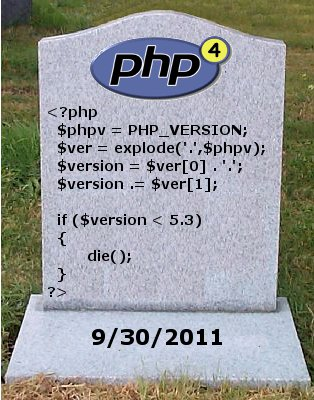 php
4
<?php
$phpv = PHP_VERSION;
$ver = explode('.',$phpv);
$version = $ver[0] . '.';
$version .= $ver[1];
if ($version < 5.3)
{
die();
}
?>
9/30/2011